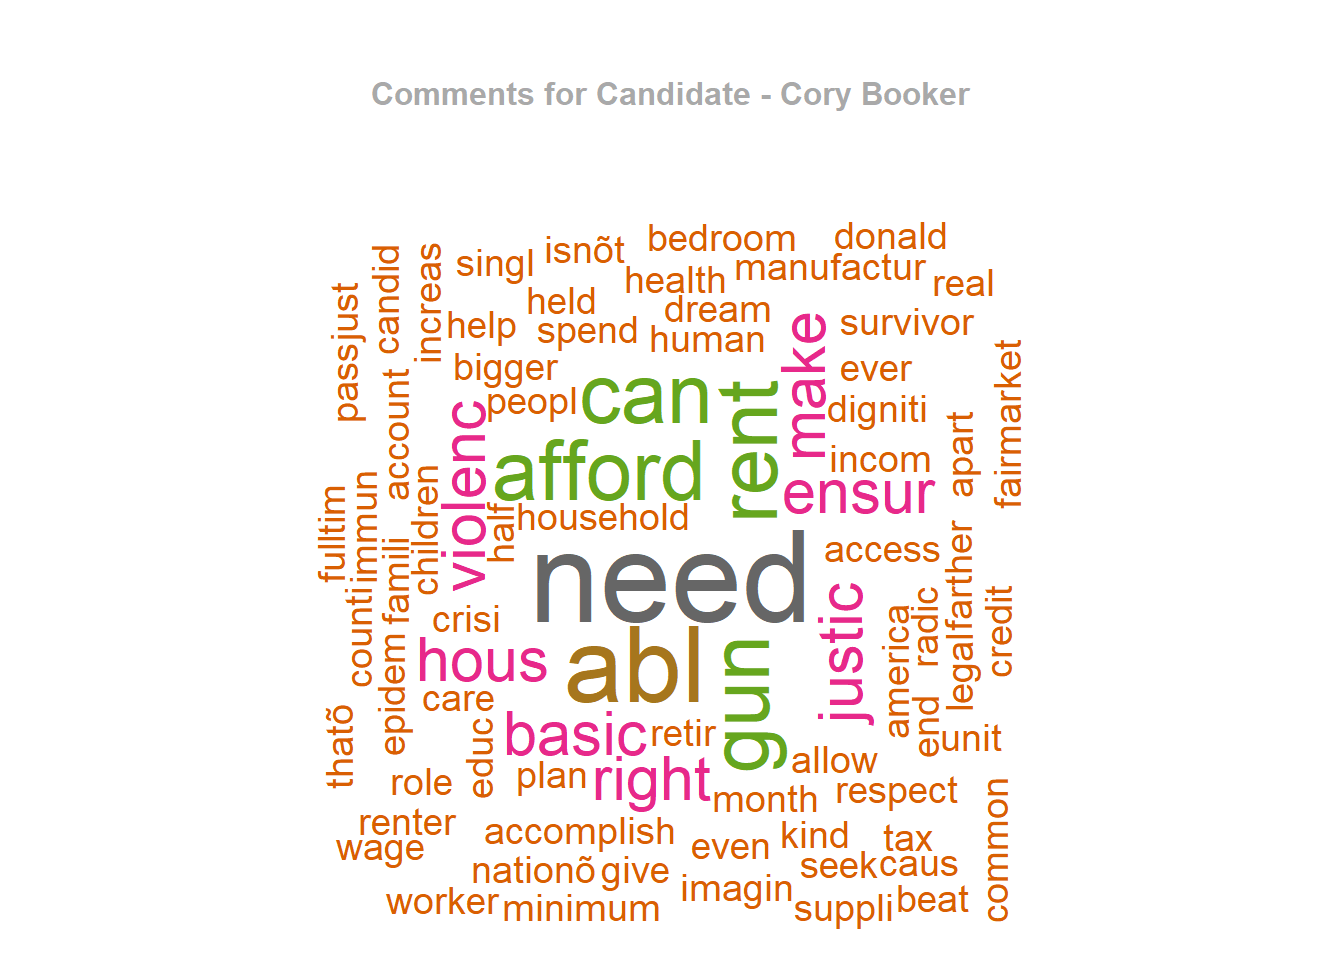 Comments for Candidate - Cory Booker
bedroom
donald
isnõt
singl
manufactur
health
real
candid
increas
just
held
dream
help
spend
human
survivor
make
bigger
ever
pass
peopl
can
rent
digniti
fairmarket
account
violenc
afford
incom
apart
ensur
children
half
household
fulltim
immun
famili
need
access
farther
counti
crisi
justic
america
radic
credit
legal
epidem
hous
abl
gun
care
thatõ
educ
basic
retir
end
unit
role
plan
right
allow
month
respect
common
renter
wage
accomplish
even
kind
tax
nationõ
give
seek
caus
imagin
worker
minimum
suppli
beat